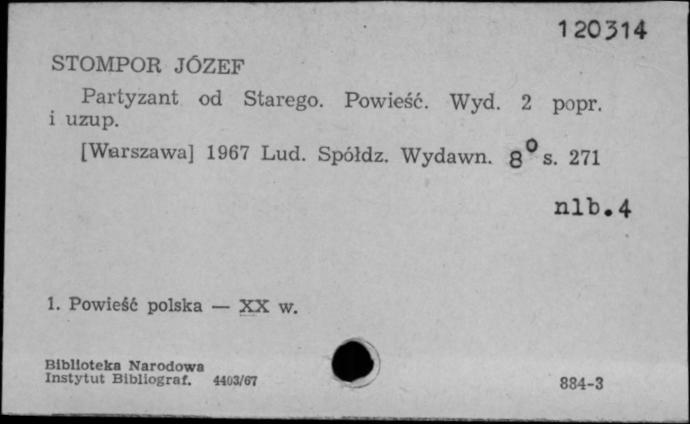 120314
STOMPOR JÓZEF
Partyzant od Starego. Powieść. Wyd. 2 popr.
i uzup.
[Warszawa] 1967 Lud. Spółdz. Wydawn. 8° s. 271
nlb.4
1. Powieść polska — XX w.
Biblioteka Narodowa
Instytut Bibliograf. 4403/67
884-3